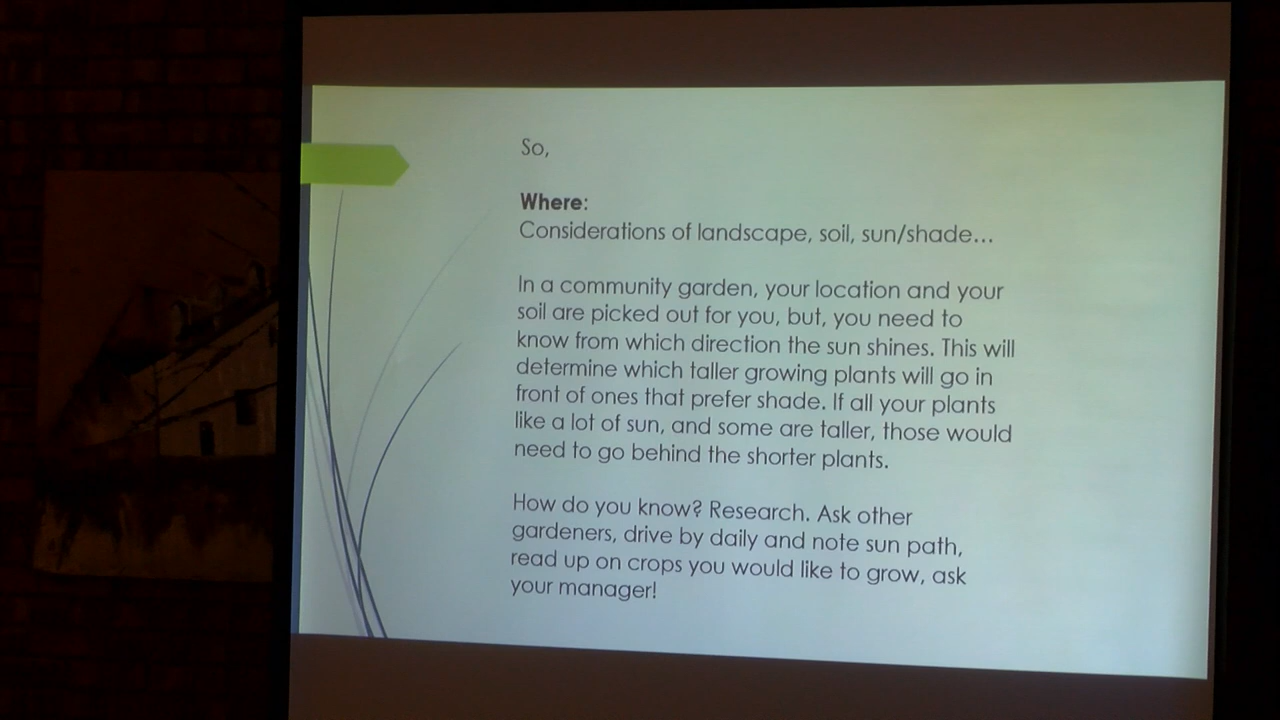 So,
Where:
Considerations of landscape, soil, sun/shade...
In a community garden, your location and your
soil are picked out for you, but, you need to
know from which direction the sun shines. This will
determine which taller growing plants will go in
front of ones that prefer shade. If all your plants
like a lot of sun, and some are taller, those would
need to go behind the shorter plants.
How do you know? Research. Ask other
gardeners, drive by daily and note sun path,
read up on crops you would like to grow, ask
your manager!